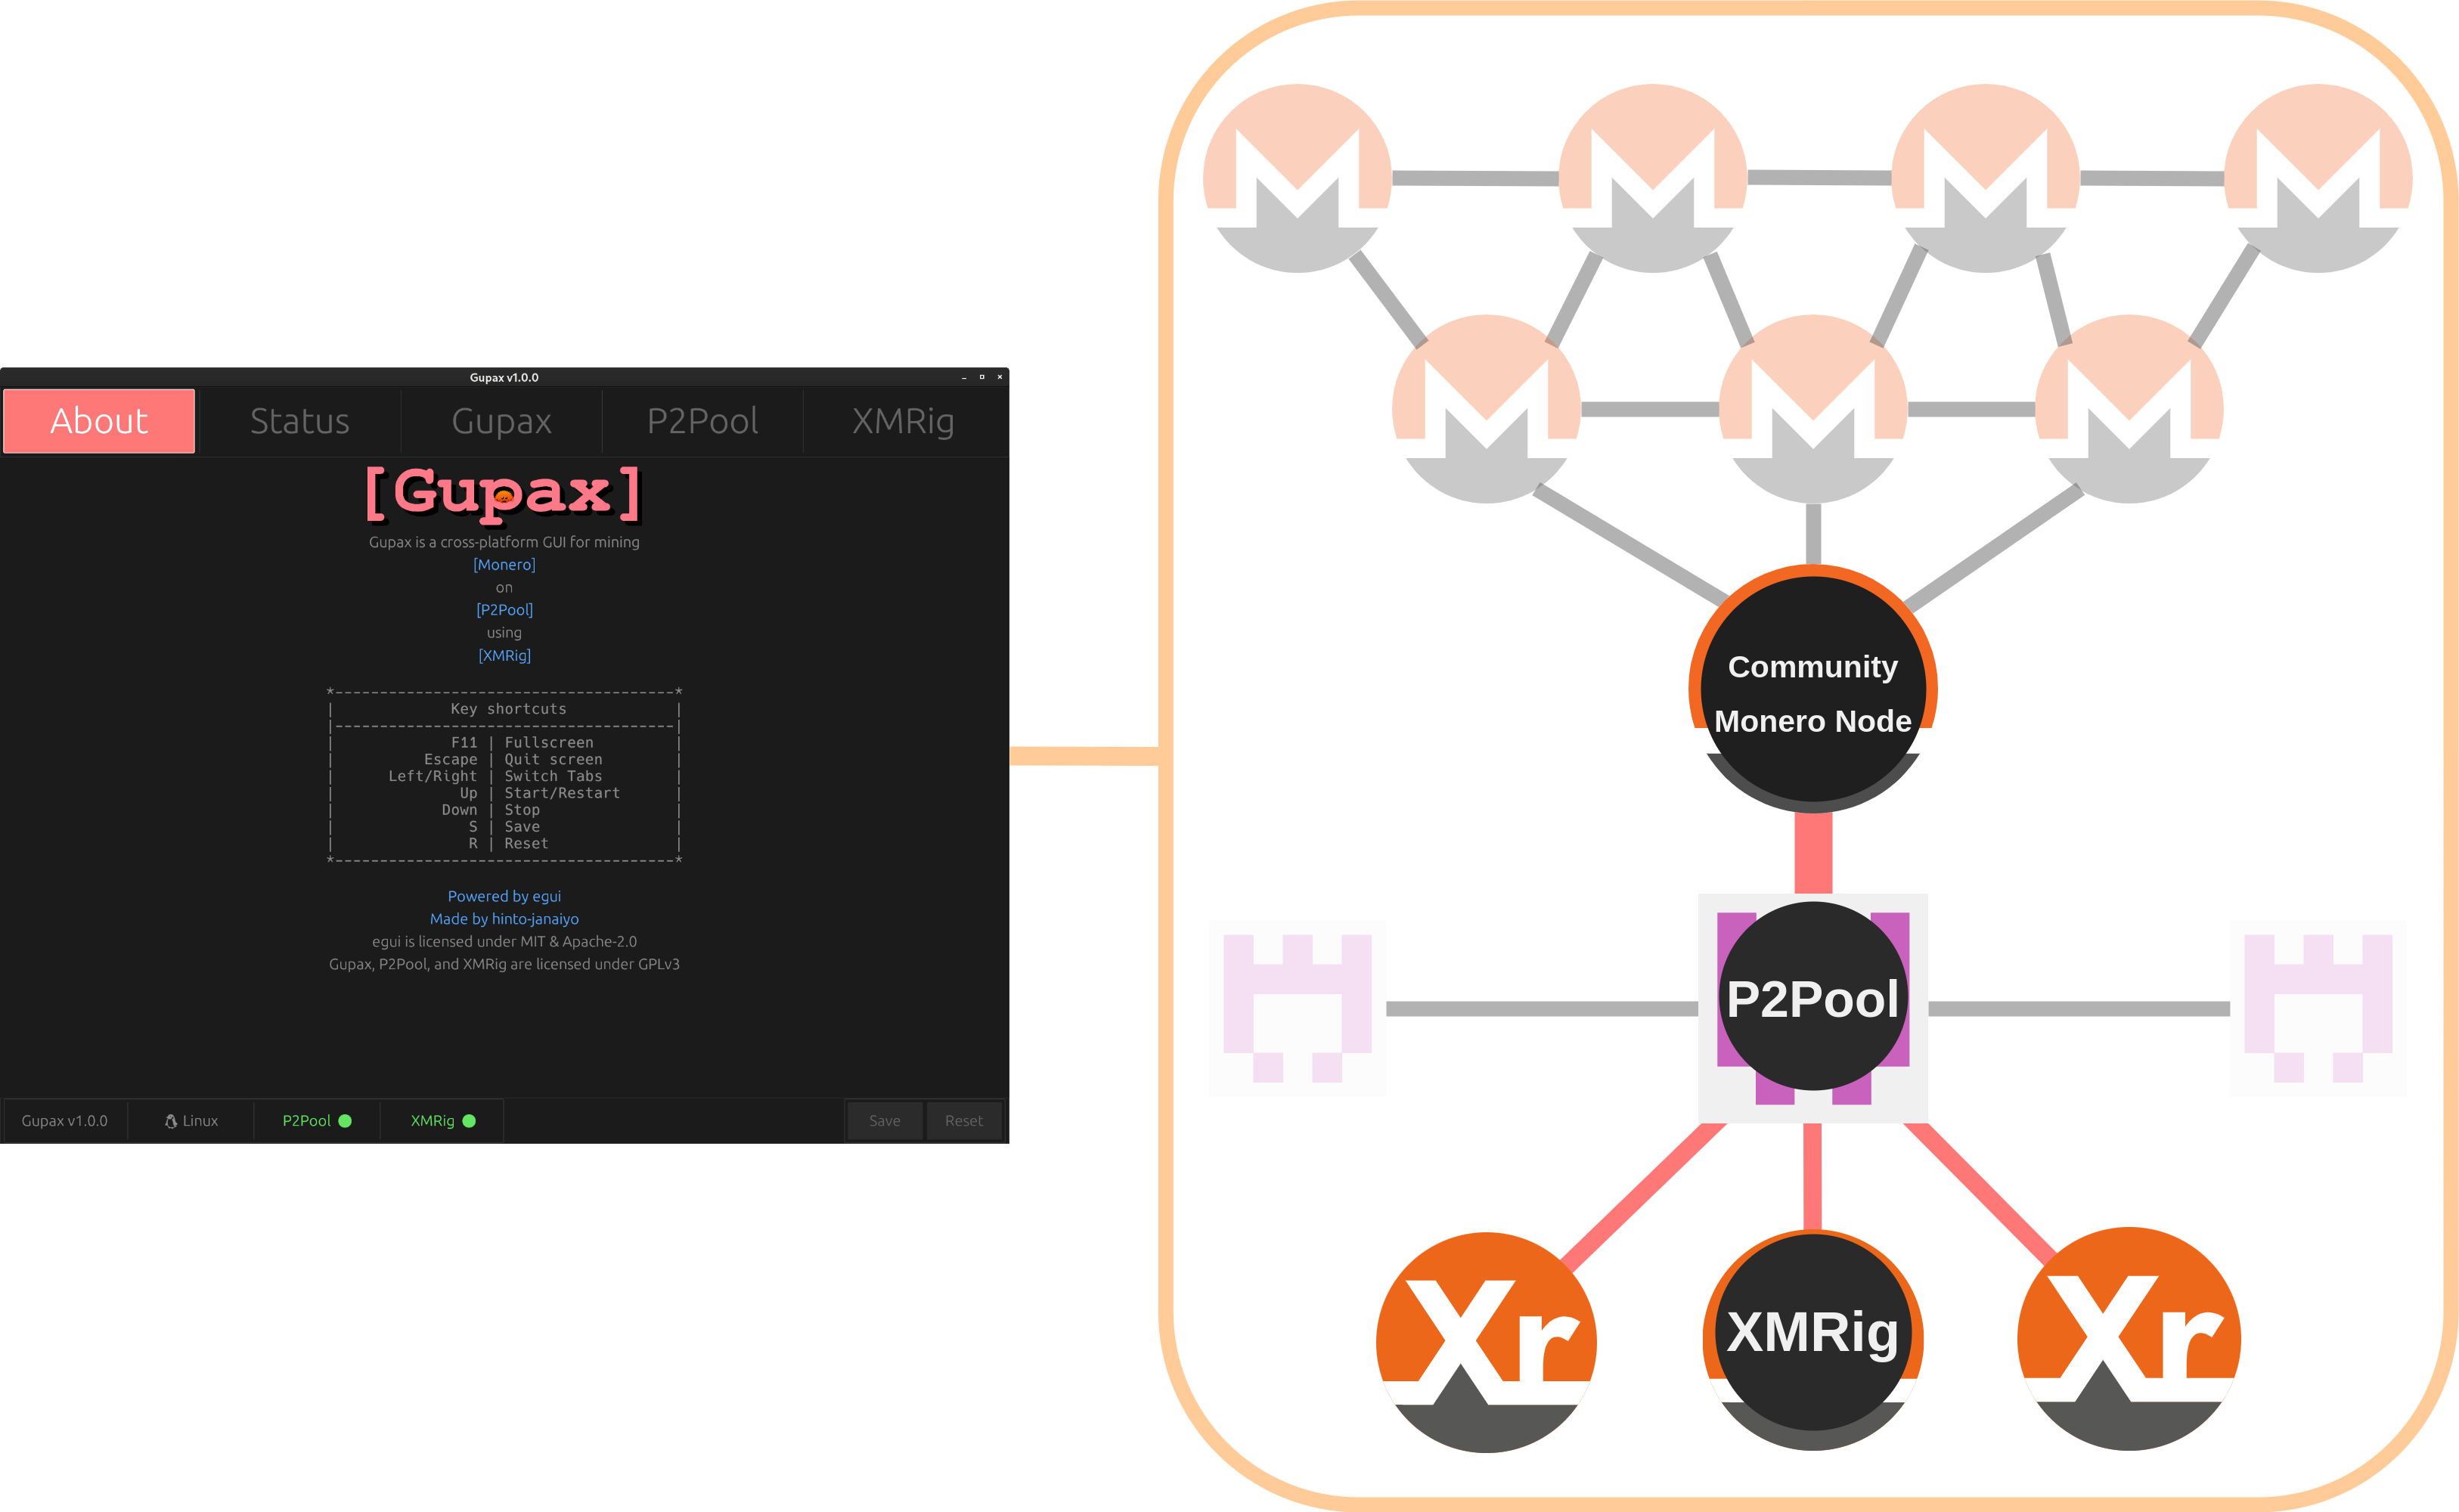 Gupax v1.0.0
About Status Gupax P2Pool XMRig
[Gupax]
Gupax is a cross-platform GUI for mining
[Monero]
on
[P2Pool]
using
[XMRig]
*--------------------------------------*
| Key shortcuts |
|--------------------------------------|
| F11 | Fullscreen |
| Escape | Quit screen |
| Left/Right | Switch Tabs |
| Up | Start/Restart |
| Down | Stop |
| S | Save |
| R | Reset |
*--------------------------------------*
Powered by egui
Made by hinto-janaiyo
egui is licensed under MIT & Apache-2.0
Gupax, P2Pool, and XMRig are licensed under GPLv3
Gupax v1.0.0 Linux P2Pool XMRig Save Reset
Community
Monero Node
P2Pool
Xr XMRig Xr